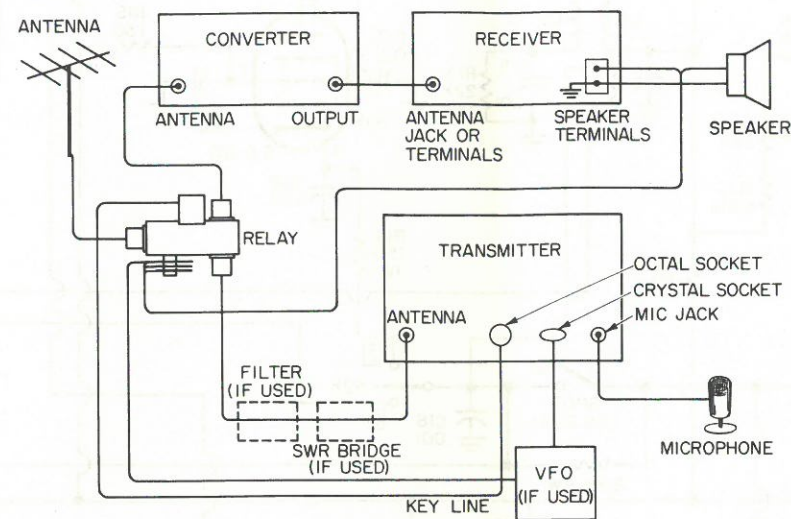 ANTENNA
CONVERTER
RECEIVER
ANTENNA
OUTPUT
ANTENNA
JACK OR
TERMINALS
SPEAKER
TERMINALS
SPEAKER
RELAY
TRANSMITTER
OCTAL SOCKET
CRYSTAL SOCKET
MIC JACK
ANTENNA
FILTER
(IF USED)
SWR BRIDGE
(IF USED)
MICROPHONE
VFO
(IF USED)
KEY LINE